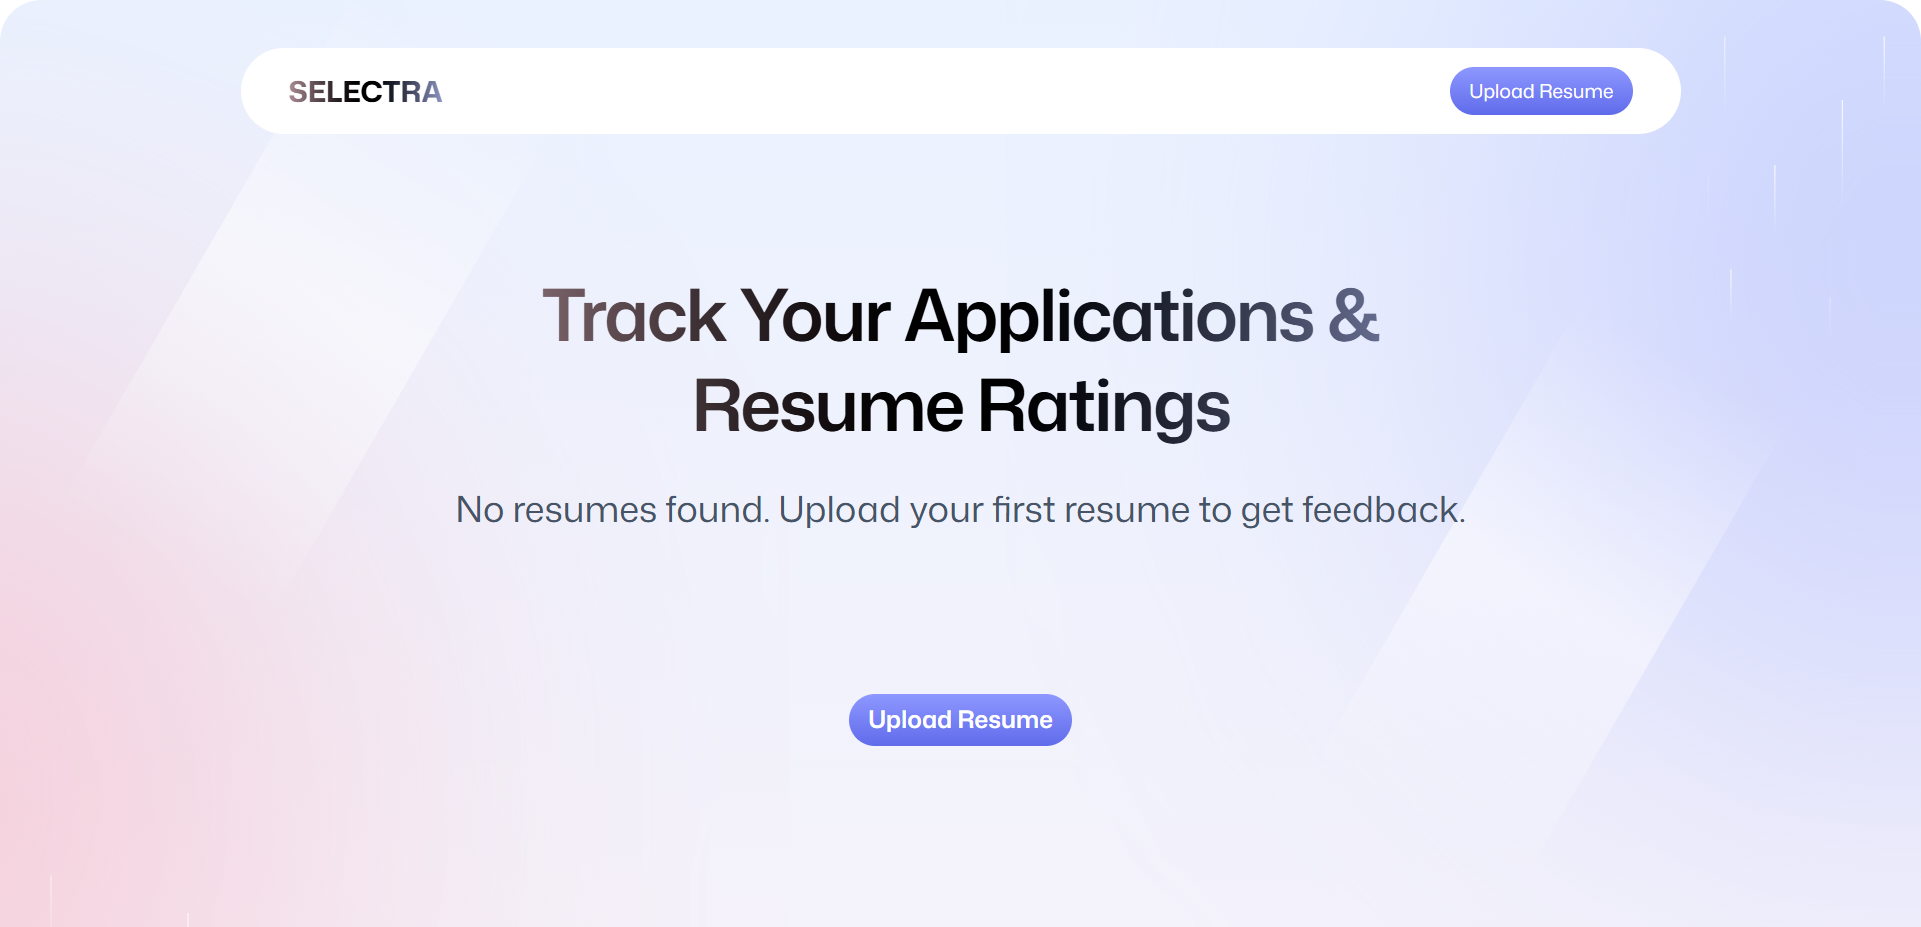 SELECTRA
Upload Resume
Track Your Applications &
Resume Ratings
No resumes found. Upload your first resume to get feedback.
Upload Resume